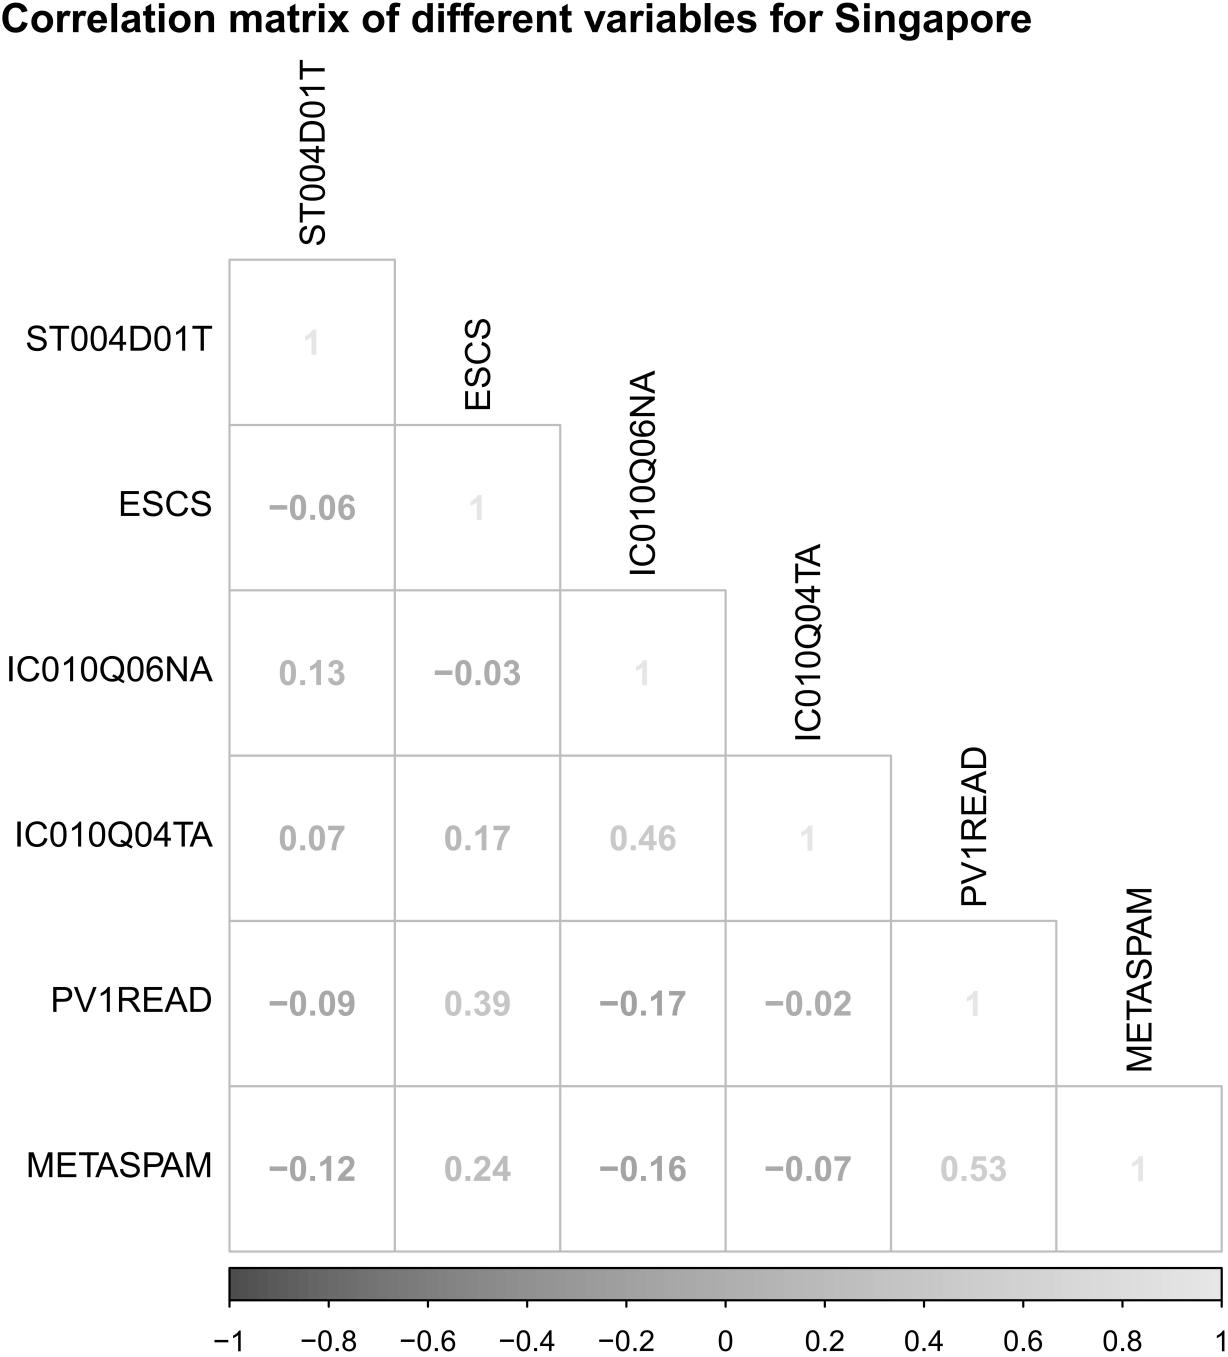 Correlation matrix of different variables for Singapore
ST004D01T
ESCS
IC010Q06NA
IC010Q04TA
PV1READ
METASPAM
ST004D01T 1
ESCS −0.06 1
IC010Q06NA 0.13 −0.03 1
IC010Q04TA 0.07 0.17 0.46 1
PV1READ −0.09 0.39 −0.17 −0.02 1
METASPAM −0.12 0.24 −0.16 −0.07 0.53 1
−1 −0.8 −0.6 −0.4 −0.2 0 0.2 0.4 0.6 0.8 1